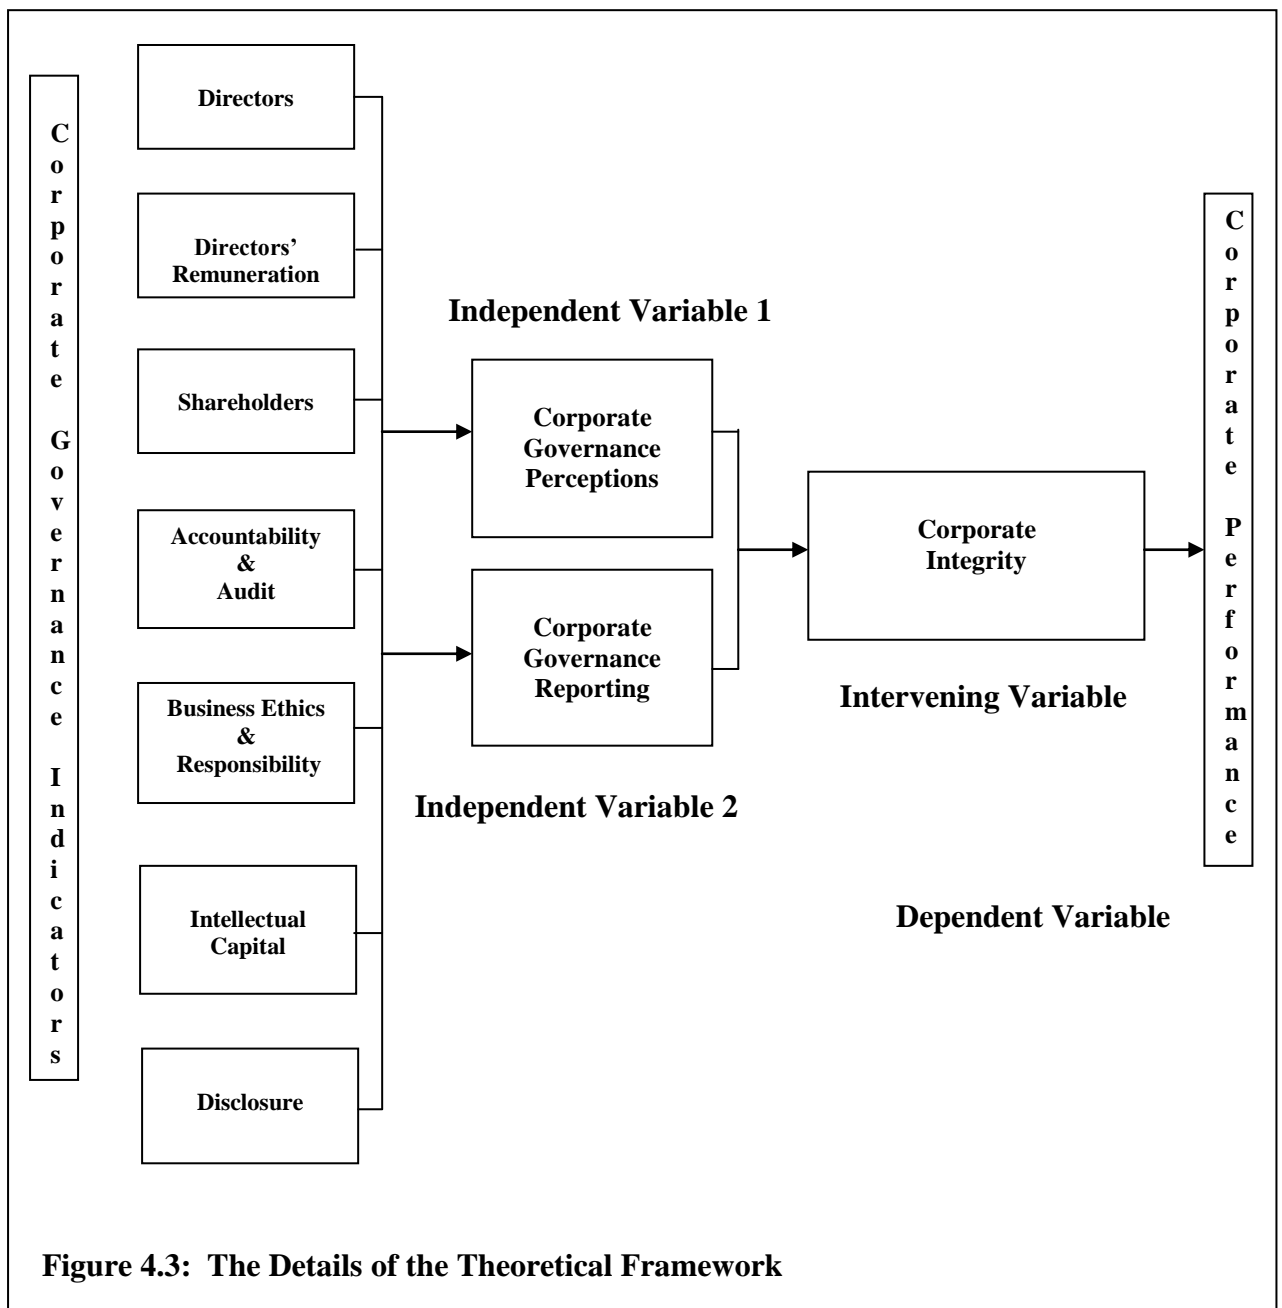 Corporate Governance Indicators
Directors
Directors’
Remuneration
Shareholders
Accountability
&
Audit
Business Ethics
&
Responsibility
Intellectual
Capital
Disclosure
Independent Variable 1
Corporate
Governance
Perceptions
Corporate
Governance
Reporting
Independent Variable 2
Corporate
Integrity
Intervening Variable
Corporate Performance
Dependent Variable
Figure 4.3:  The Details of the Theoretical Framework